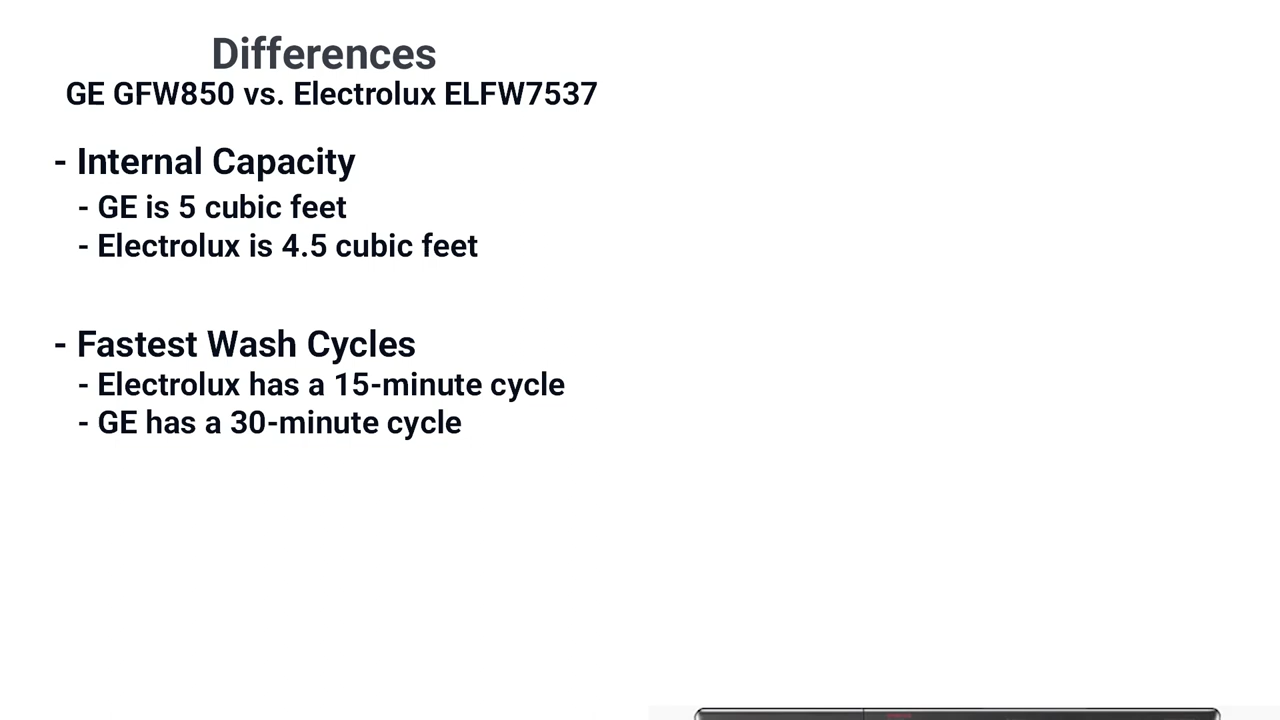 Differences
GE GFW850 vs. Electrolux ELFW7537
- Internal Capacity
- GE is 5 cubic feet
- Electrolux is 4.5 cubic feet
- Fastest Wash Cycles
- Electrolux has a 15-minute cycle
- GE has a 30-minute cycle